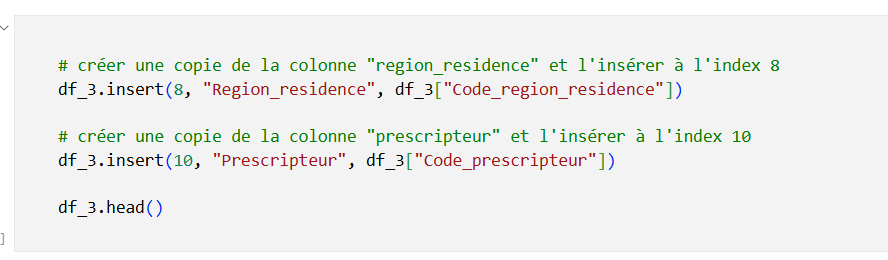 # créer une copie de la colonne "region_residence" et l'insérer à l'index 8
df_3.insert(8, "Region_residence", df_3["Code_region_residence"])
# créer une copie de la colonne "prescripteur" et l'insérer à l'index 10
df_3.insert(10, "Prescripteur", df_3["Code_prescripteur"])
df_3.head()
]